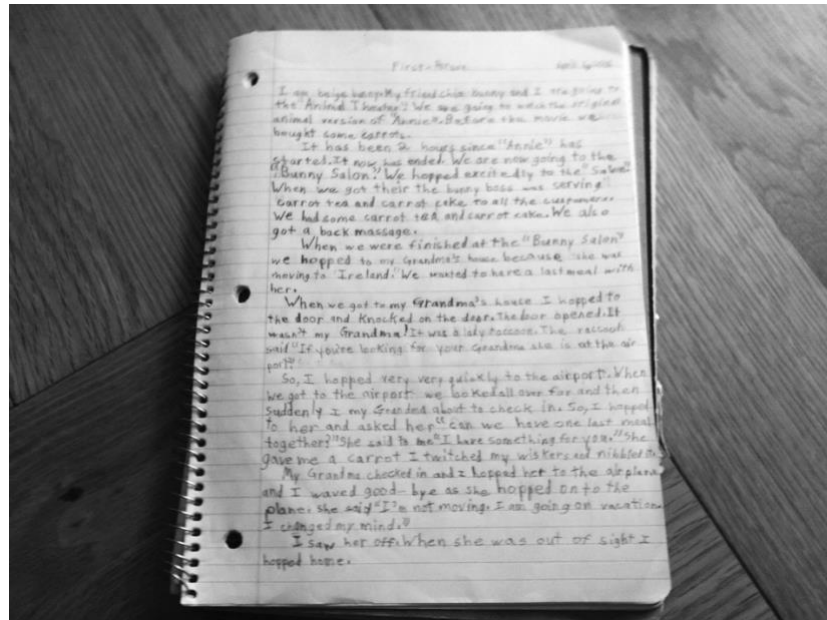 First-Person
I am beige bee. My friend chie Bunny and I are going to
the "Animal Theater". We are going to watch the original
animal version of "Annie". Before the movie we
bought some carrots.
It has been 2 hours since "Annie" has
started. It now has ended. We are now going to the
"Bunny Salon". We hopped excitedly to the "Salon".
When we got their the bunny boss was serving
carrot tea and carrot cake to all the customers.
We had some carrot tea and carrot cake. We also
got a back massage.
When we were finished at the "Bunny Salon"
we hopped to my Grandma's house because she was
moving to "Ireland." We wanted to have a last meal with
her.
When we got to my Grandma's house I hopped to
the door and knocked on the door. The door opened. It
wasn't my Grandma! It was a lady raccoon. The raccoon
said "If you're looking for your Grandma she is at the air
port."
So, I hopped very very quickly to the airport. When
we got to the airport we looked all over far and then
suddenly I my Grandma about to check in. So, I hopped
to her and asked her "can we have one last meal
together?" She said to me "I have something for you." She
gave me a carrot I twitched my wiskers and nibbled it.
My Grandma checked in and I hopped her to the airplane
and I waved good-bye as she hopped on to the
plane. she said "I'm not moving. I am going on vacation
I changed my mind."
I saw her off. When she was out of sight I
hopped home.